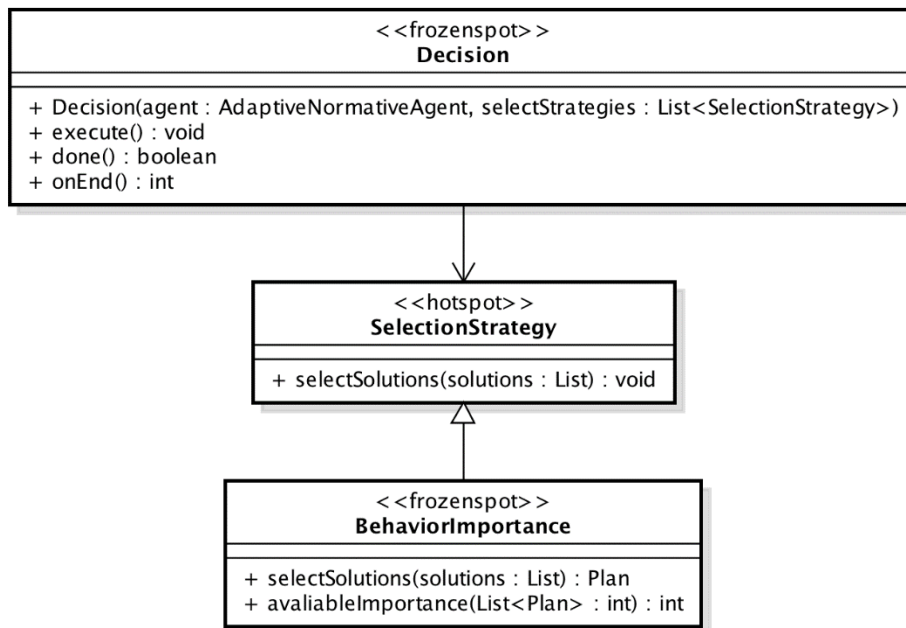 <<frozenspot>>
Decision
+ Decision(agent : AdaptiveNormativeAgent, selectStrategies : List<SelectionStrategy>)
+ execute() : void
+ done() : boolean
+ onEnd() : int
<<hotspot>>
SelectionStrategy
+ selectSolutions(solutions : List) : void
<<frozenspot>>
BehaviorImportance
+ selectSolutions(solutions : List) : Plan
+ avaliableImportance(List<Plan> : int) : int